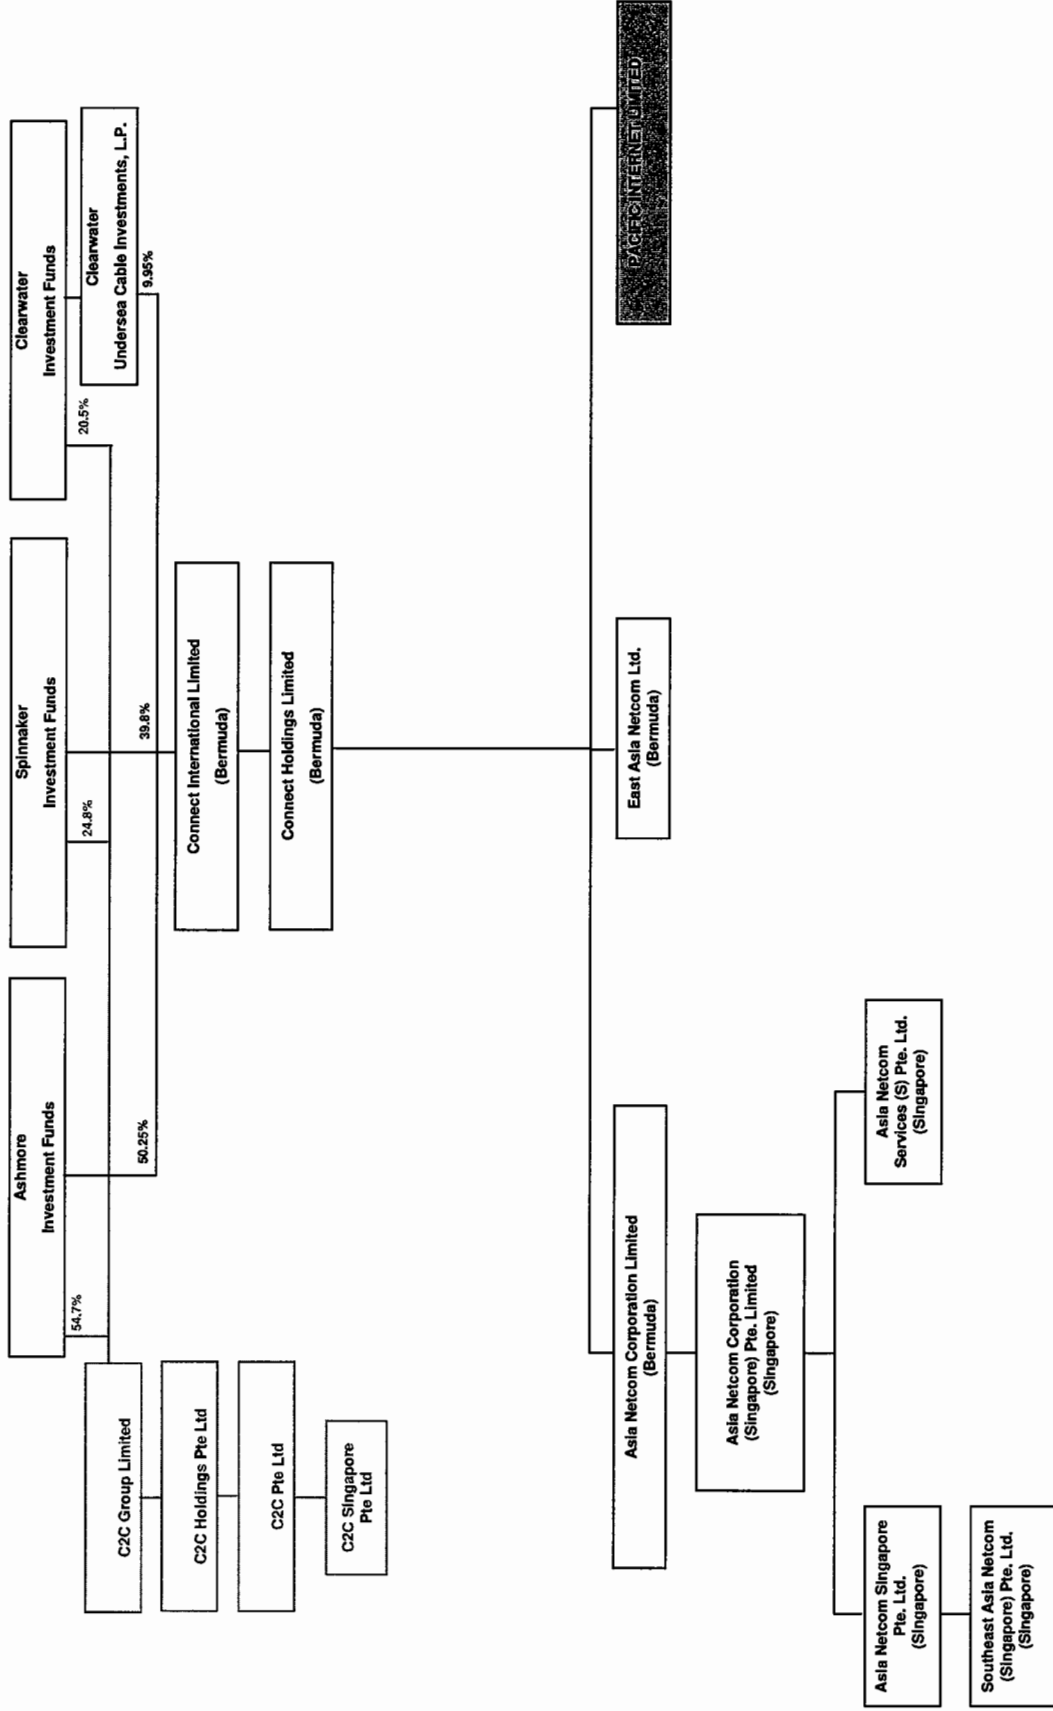 Ashmore
Investment Funds
Spinnaker
Investment Funds
Clearwater
Investment Funds
54.7%
24.8%
20.5%
Clearwater
Undersea Cable Investments, L.P.
50.25%
39.8%
9.95%
C2C Group Limited
C2C Holdings Pte Ltd
C2C Pte Ltd
C2C Singapore
Pte Ltd
Connect International Limited
(Bermuda)
Connect Holdings Limited
(Bermuda)
Asia Netcom Corporation Limited
(Bermuda)
East Asia Netcom Ltd.
(Bermuda)
PACIFIC INTERNET LIMITED
Asia Netcom Corporation
(Singapore) Pte. Limited
(Singapore)
Asia Netcom Singapore
Pte. Ltd.
(Singapore)
Asia Netcom
Services (S) Pte. Ltd.
(Singapore)
Southeast Asia Netcom
(Singapore) Pte. Ltd.
(Singapore)